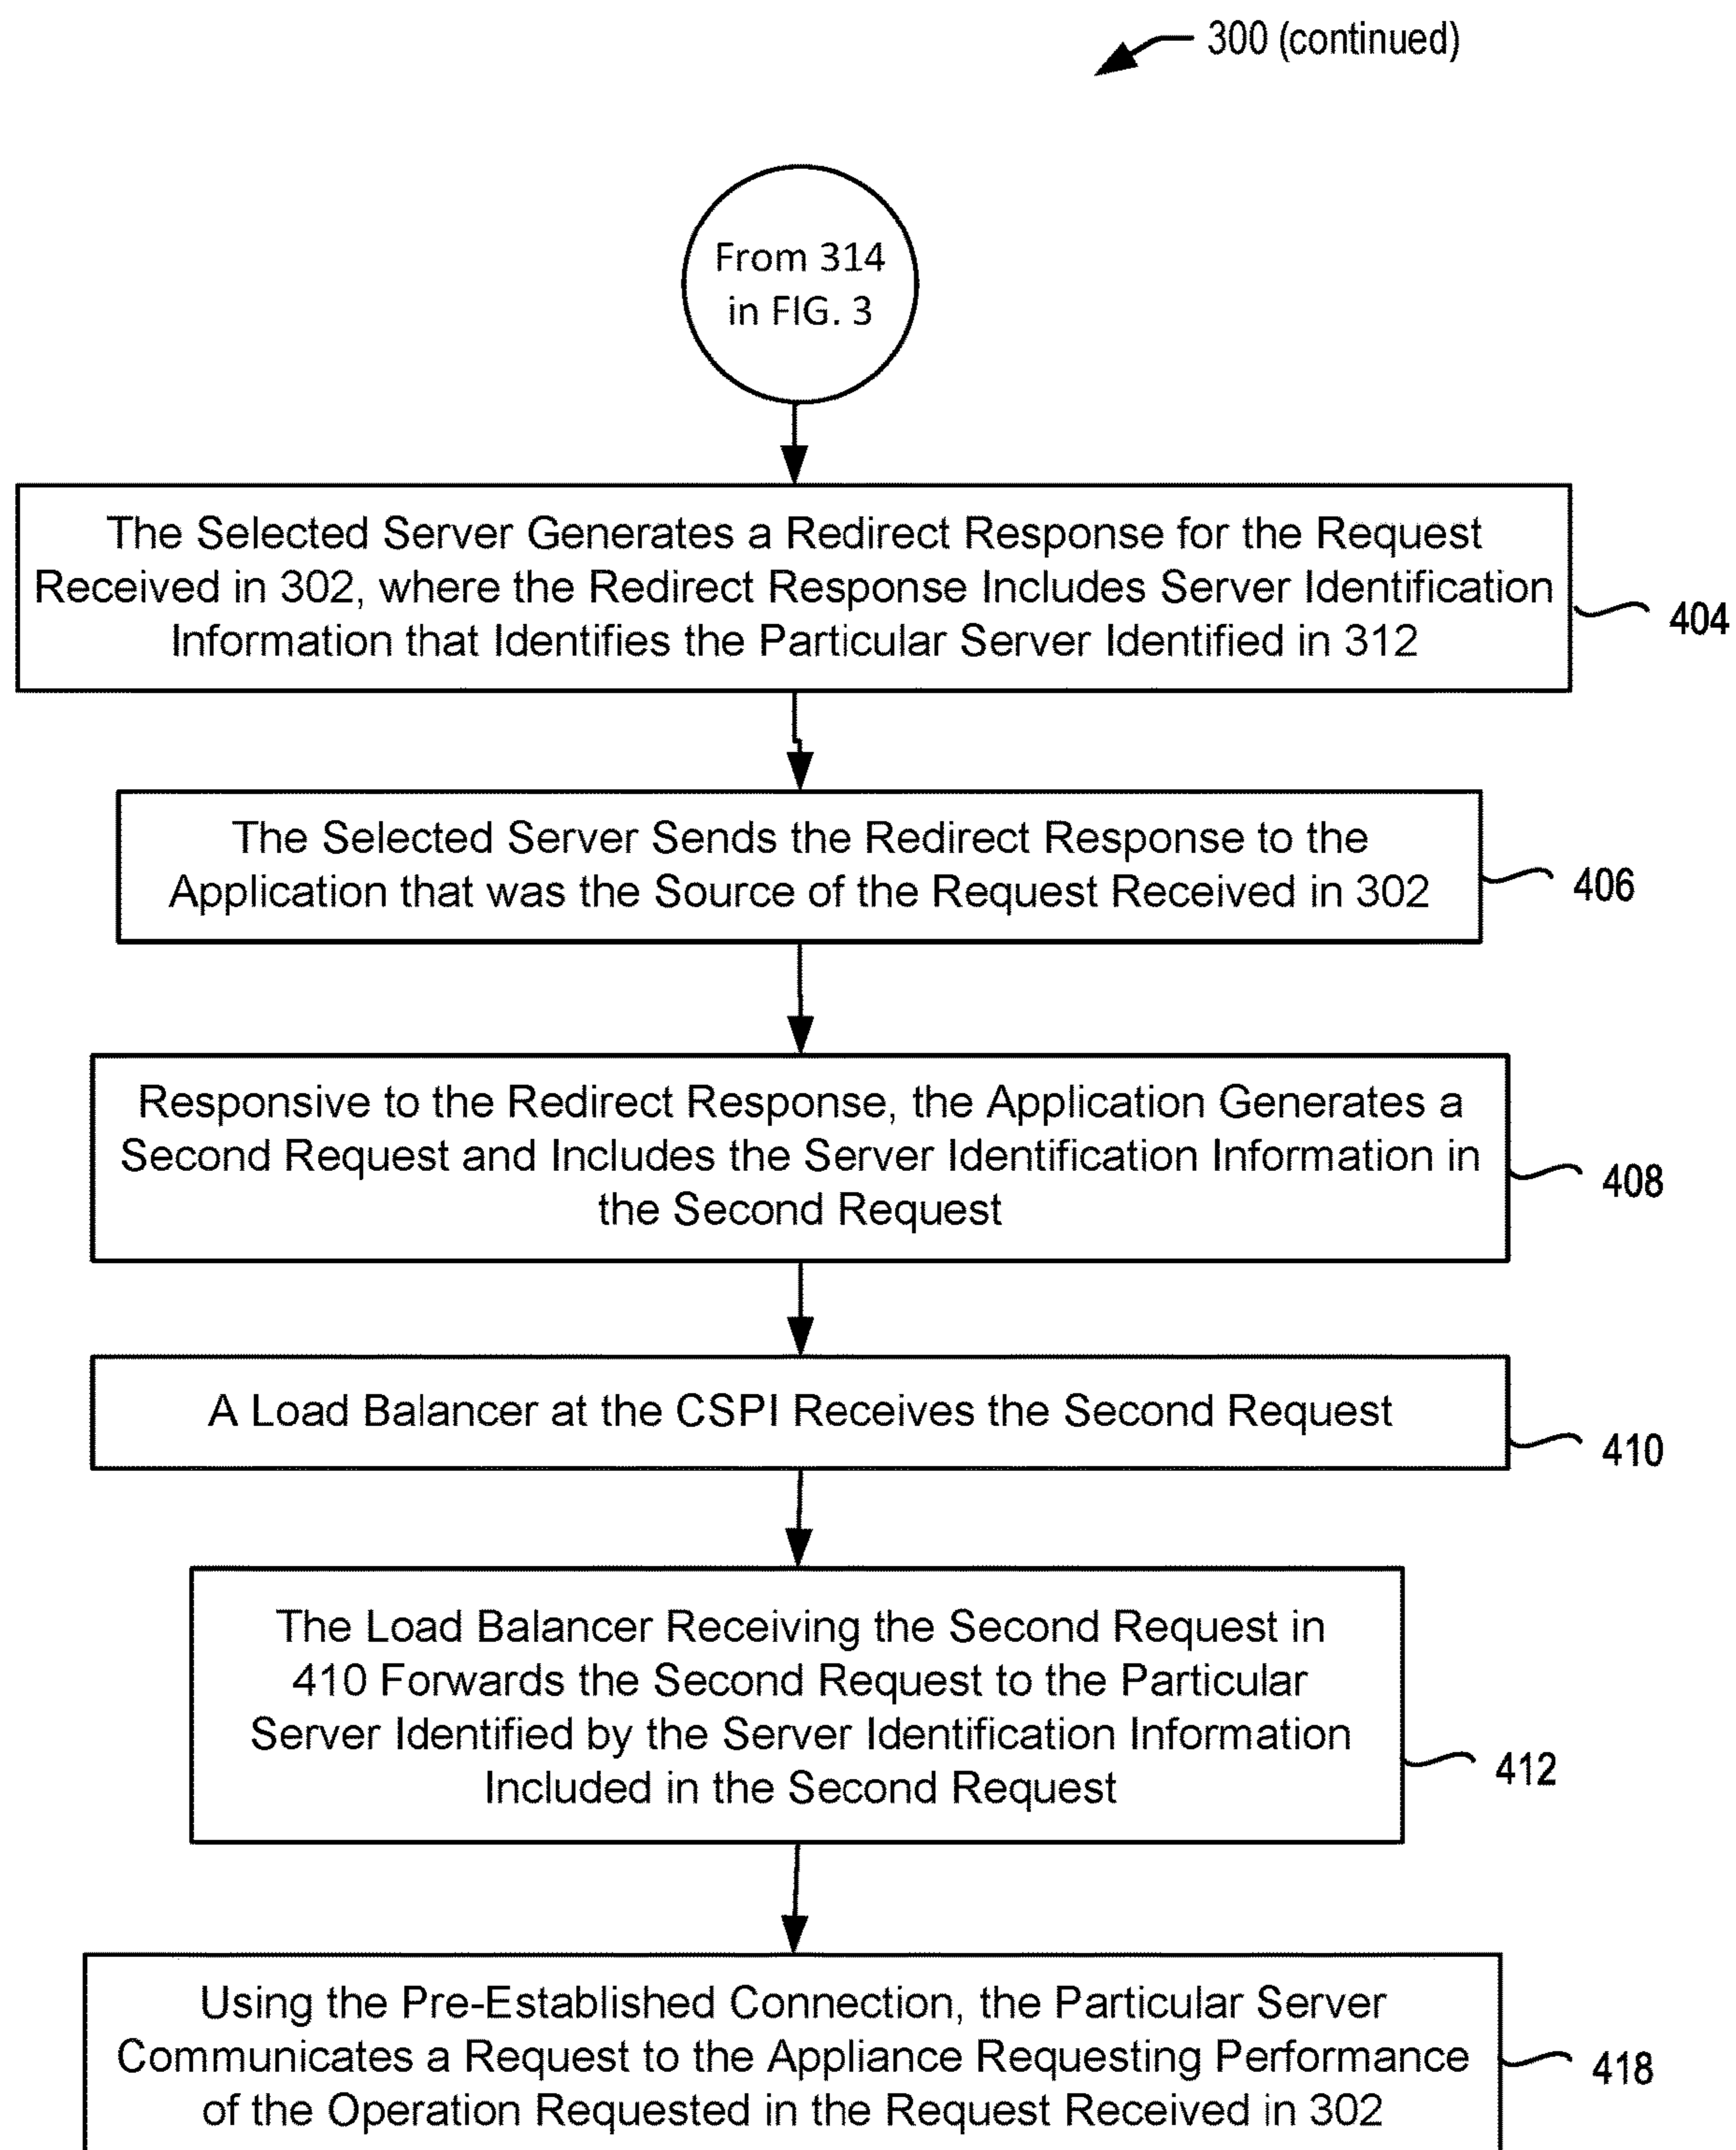 300 (continued)
From 314
in FIG. 3
The Selected Server Generates a Redirect Response for the Request
Received in 302, where the Redirect Response Includes Server Identification
Information that Identifies the Particular Server Identified in 312
404
The Selected Server Sends the Redirect Response to the
Application that was the Source of the Request Received in 302
406
Responsive to the Redirect Response, the Application Generates a
Second Request and Includes the Server Identification Information in
the Second Request
408
A Load Balancer at the CSPI Receives the Second Request
410
The Load Balancer Receiving the Second Request in
410 Forwards the Second Request to the Particular
Server Identified by the Server Identification Information
Included in the Second Request
412
Using the Pre-Established Connection, the Particular Server
Communicates a Request to the Appliance Requesting Performance
of the Operation Requested in the Request Received in 302
418